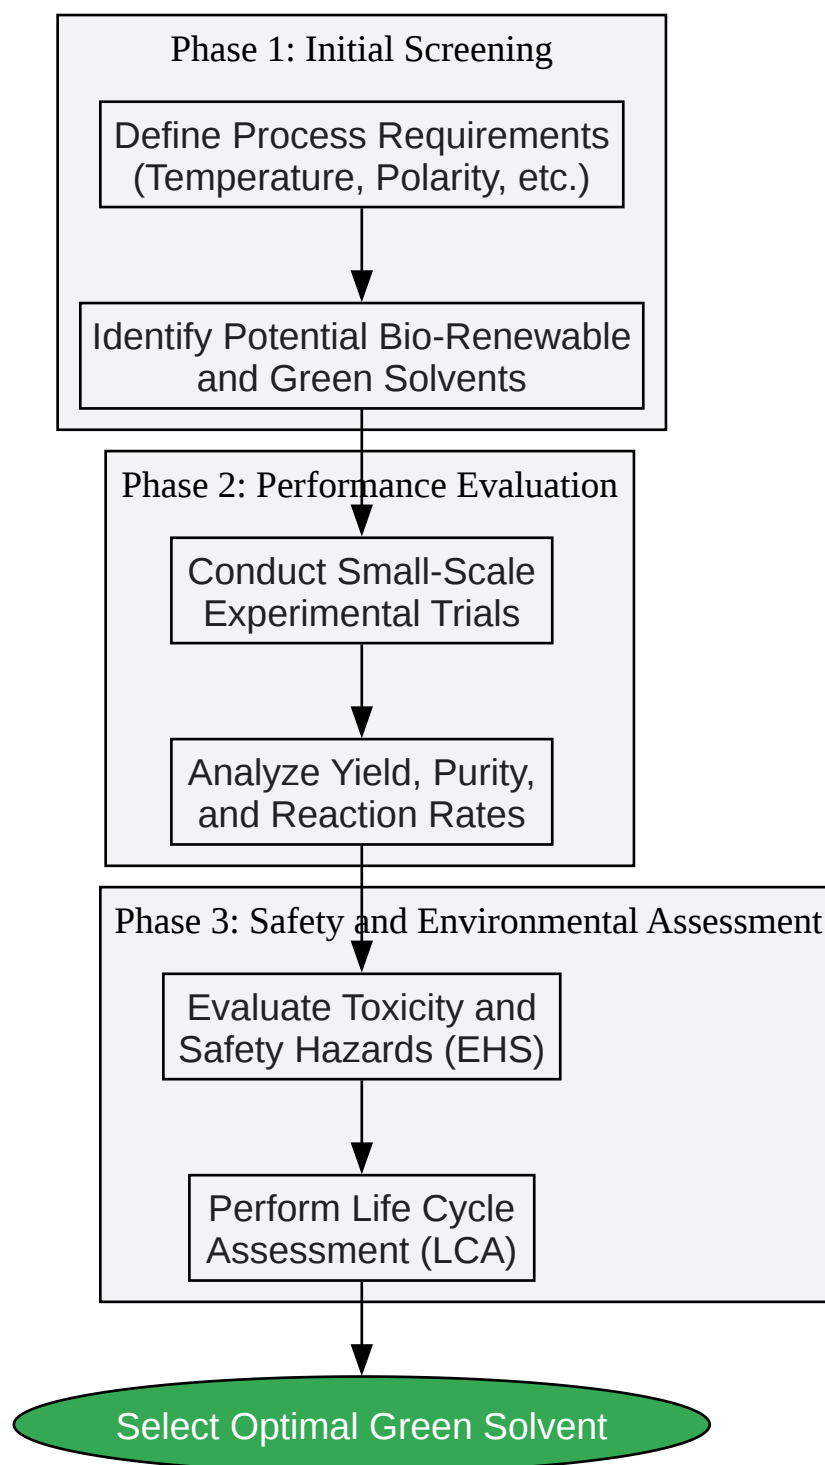 Phase 1: Initial Screening
Define Process Requirements
(Temperature, Polarity, etc.)
Identify Potential Bio-Renewable
and Green Solvents
Phase 2: Performance Evaluation
Conduct Small-Scale
Experimental Trials
Analyze Yield, Purity,
and Reaction Rates
Phase 3: Safety and Environmental Assessment
Evaluate Toxicity and
Safety Hazards (EHS)
Perform Life Cycle
Assessment (LCA)
Select Optimal Green Solvent